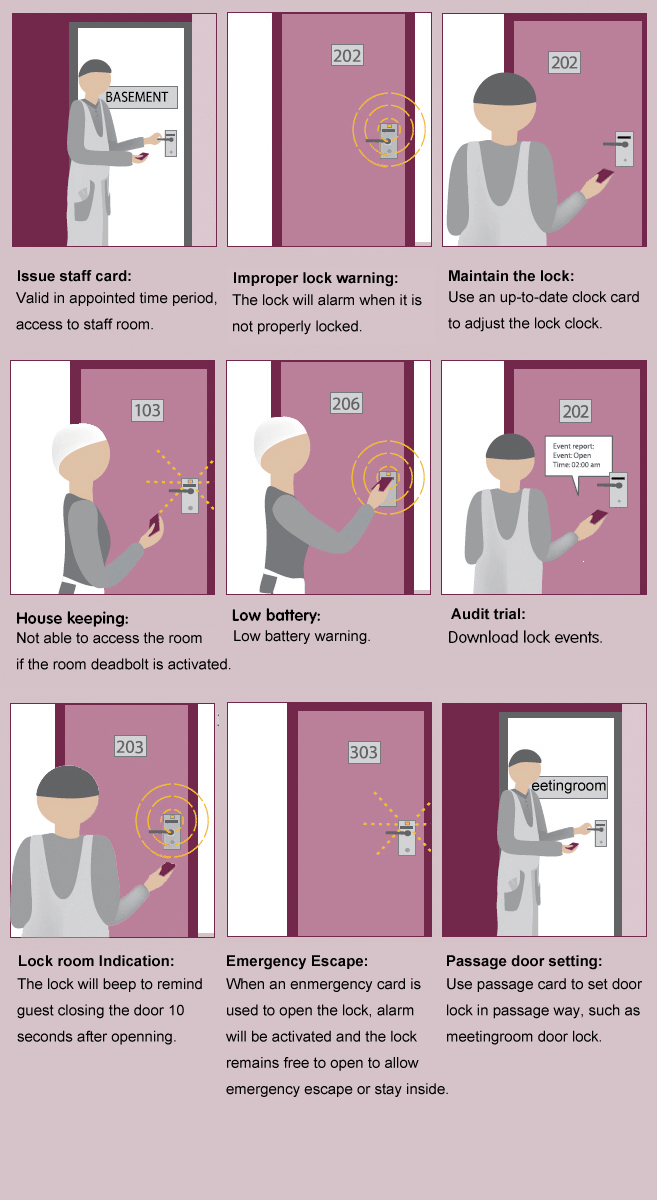 BASEMENT
202
202
Issue staff card:
Valid in appointed time period,
access to staff room.
Improper lock warning:
The lock will alarm when it is
not properly locked.
Maintain the lock:
Use an up-to-date clock card
to adjust the lock clock.
103
206
202
Event report:
Event: Open
Time: 02:00 am
House keeping:
Not able to access the room
if the room deadbolt is activated.
Low battery:
Low battery warning.
Audit trial:
Download lock events.
203
303
eetingroom
Lock room Indication:
The lock will beep to remind
guest closing the door 10
seconds after openning.
Emergency Escape:
When an enmergency card is
used to open the lock, alarm
will be activated and the lock
remains free to open to allow
emergency escape or stay inside.
Passage door setting:
Use passage card to set door
lock in passage way, such as
meetingroom door lock.